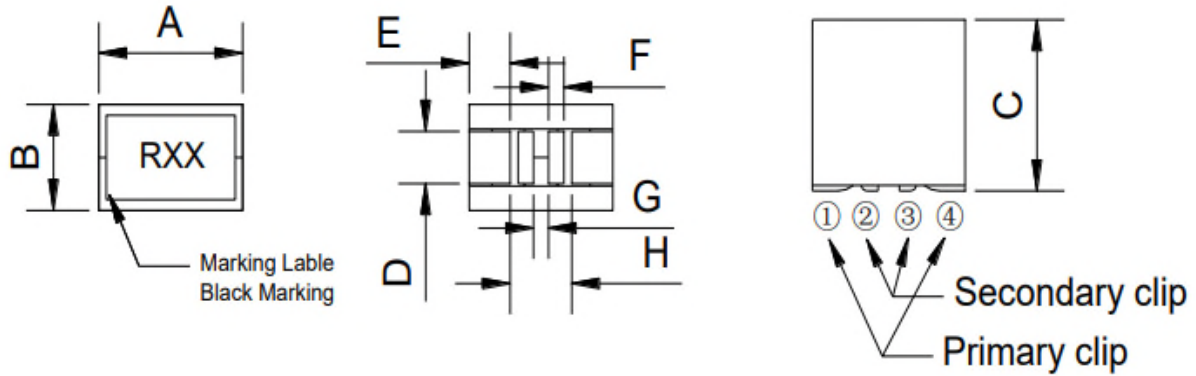 A
B
RXX
Marking Lable
Black Marking
E
F
G
H
D
C
① ② ③ ④
Secondary clip
Primary clip